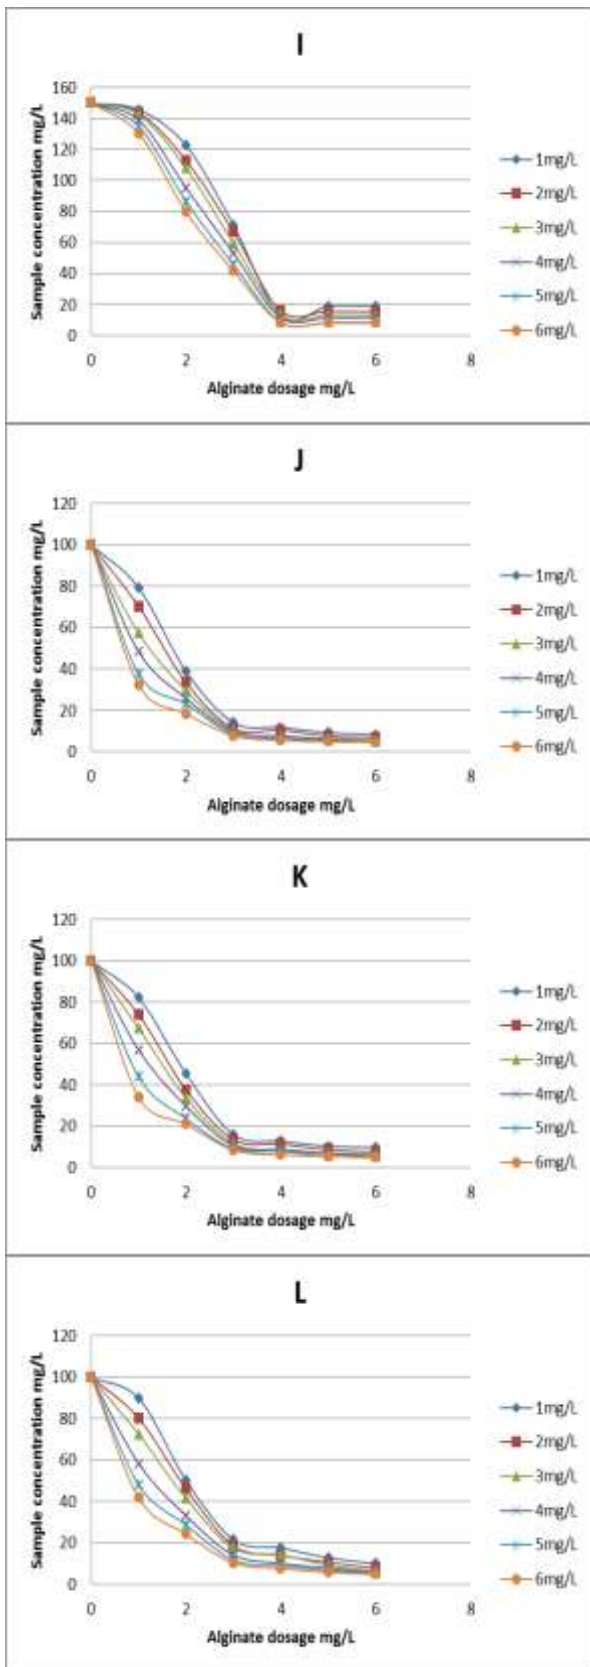 I
160
140
120
100
80
60
40
20
0
0 2 4 6 8
Sample concentration mg/L
Alginate dosage mg/L
1mg/L
2mg/L
3mg/L
4mg/L
5mg/L
6mg/L
J
120
100
80
60
40
20
0
0 2 4 6 8
Sample concentration mg/L
Alginate dosage mg/L
1mg/L
2mg/L
3mg/L
4mg/L
5mg/L
6mg/L
K
120
100
80
60
40
20
0
0 2 4 6 8
Sample concentration mg/L
Alginate dosage mg/L
1mg/L
2mg/L
3mg/L
4mg/L
5mg/L
6mg/L
L
120
100
80
60
40
20
0
0 2 4 6 8
Sample concentration mg/L
Alginate dosage mg/L
1mg/L
2mg/L
3mg/L
4mg/L
5mg/L
6mg/L